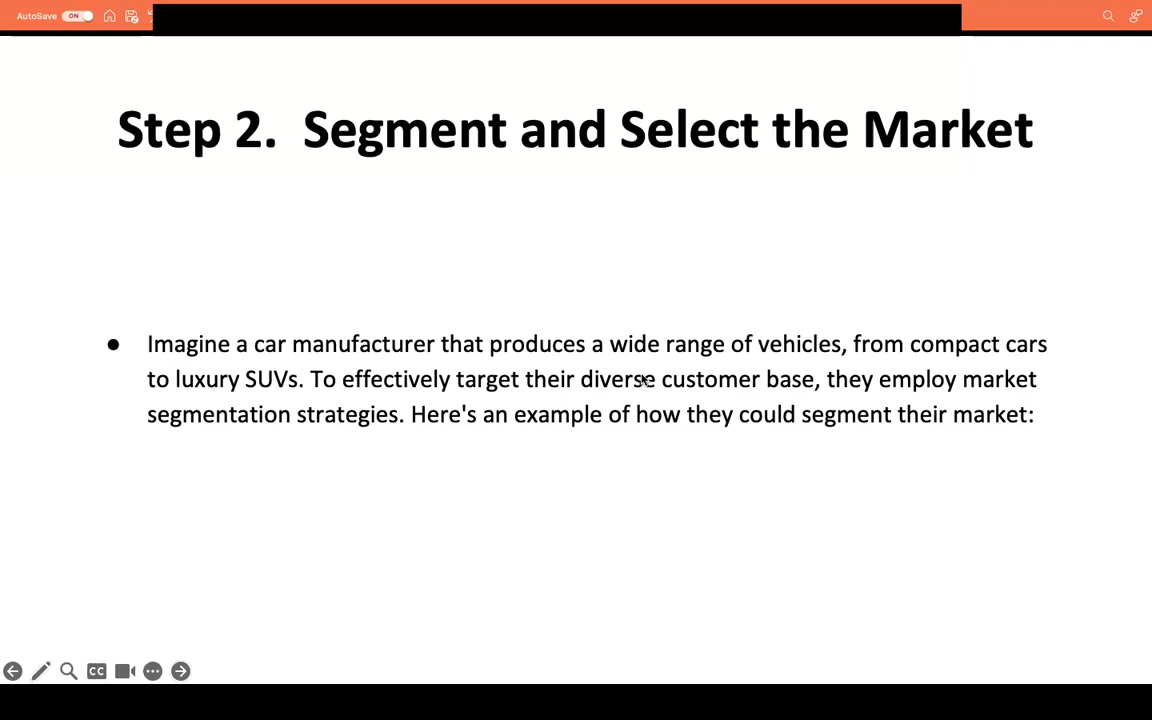 AutoSave ON
Step 2. Segment and Select the Market
● Imagine a car manufacturer that produces a wide range of vehicles, from compact cars
to luxury SUVs. To effectively target their diverse customer base, they employ market
segmentation strategies. Here's an example of how they could segment their market:
CC